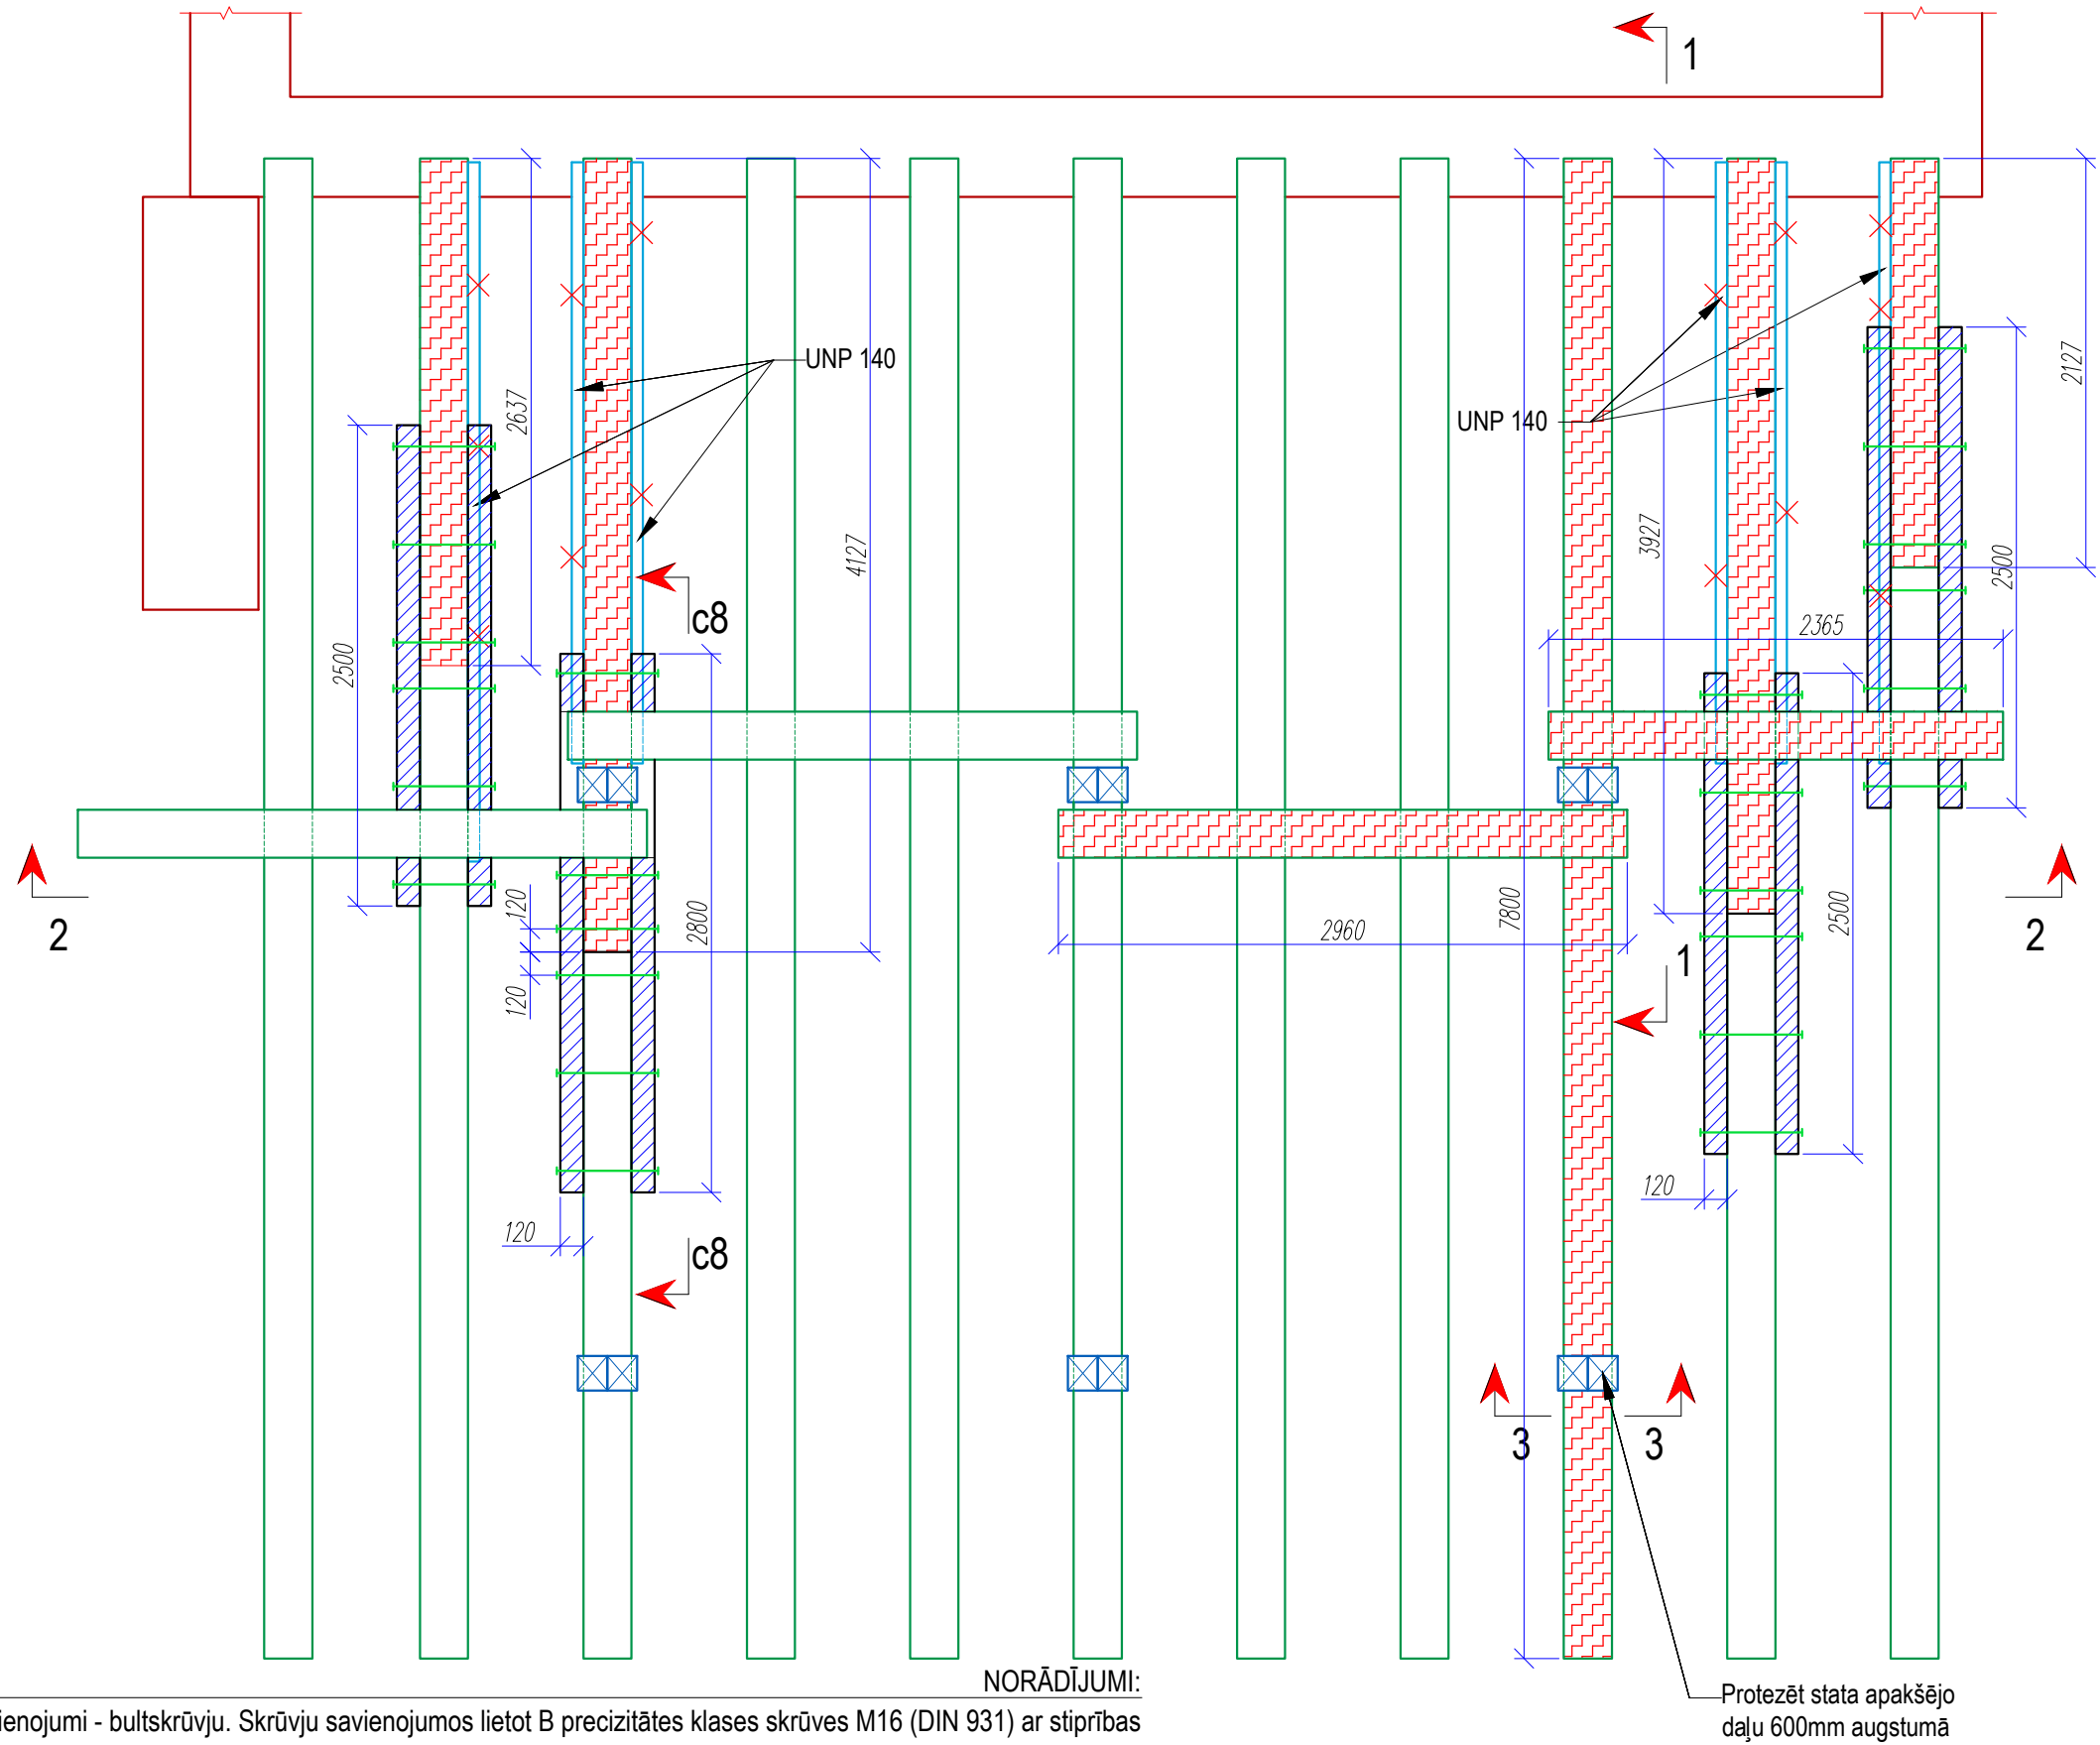 1
UNP 140
UNP 140
2637
4127
3927
2127
2500
2500
c8
2365
2
2
120
120
2800
2960
7800
2500
1
120
120
c8
3
3
NORĀDĪJUMI:
ienojumi - bultskrūvju. Skrūvju savienojumos lietot B precizitātes klases skrūves M16 (DIN 931) ar stiprības
Protezēt stata apakšējo
daļu 600mm augstumā